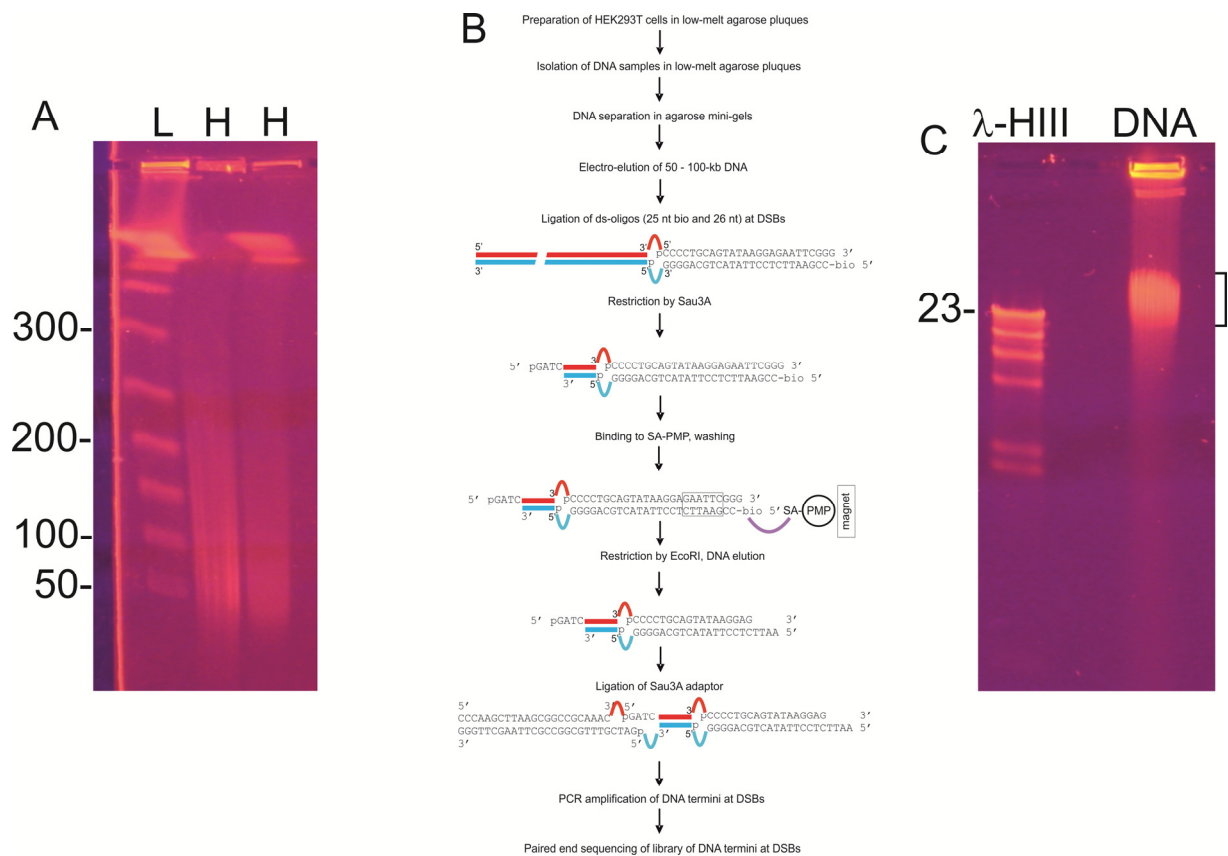 A
L H H
300-
200-
100-
50-
B
Preparation of HEK293T cells in low-melt agarose pluques
Isolation of DNA samples in low-melt agarose pluques
DNA separation in agarose mini-gels
Electro-elution of 50 - 100-kb DNA
Ligation of ds-oligos (25 nt bio and 26 nt) at DSBs
5' 3' 5'
pCCCCTGCAGTATAAGGAGAATTCGGG 3'
p GGGGACGTCATATTCCTCTTAAGCC-bio 5'
3' 5' 3'
Restriction by Sau3A
5' pGATC 3' pCCCCTGCAGTATAAGGAGAATTCGGG 3'
3' 5' p GGGGACGTCATATTCCTCTTAAGCC-bio 5'
Binding to SA-PMP, washing
5' pGATC 3' pCCCCTGCAGTATAAGGAGAATTCGGG 3'
3' 5' p GGGGACGTCATATTCCTCTTAAGCC-bio 5' SA-PMP magnet
Restriction by EcoRI, DNA elution
5' pGATC 3' pCCCCTGCAGTATAAGGAG 3'
3' 5' p GGGGACGTCATATTCCTCTTAA 5'
Ligation of Sau3A adaptor
5' 3' 5' 3'
CCCAAGCTTAAGCGGCCGCAAAC pGATC pCCCCTGCAGTATAAGGAG 3'
GGGTTCGAATTCGCCGGCGTTTGCTAGp 3' p GGGGACGTCATATTCCTCTTAA 5'
3' 5' 5'
PCR amplification of DNA termini at DSBs
Paired end sequencing of library of DNA termini at DSBs
C
λ-HIII DNA
23-